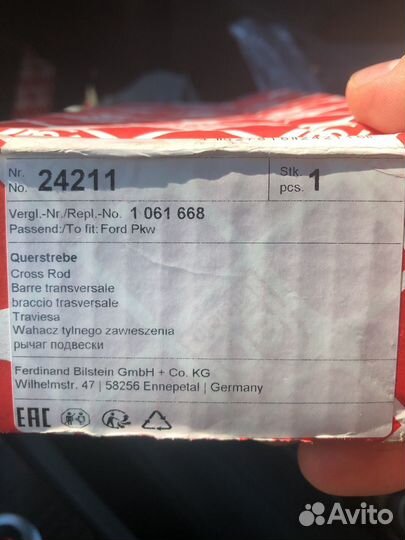 Nr.
No. 24211
Stk.
pcs. 1
Vergl.-Nr./Repl.-No. 1 061 668
Passend:/To fit: Ford Pkw
Querstrebe
Cross Rod
Barre transversale
braccio trasversale
Traviesa
Wahacz tylnego zawieszenia
рычаг подвески
Ferdinand Bilstein GmbH + Co. KG
Wilhelmstr. 47 | 58256 Ennepetal | Germany
EAC
Avito